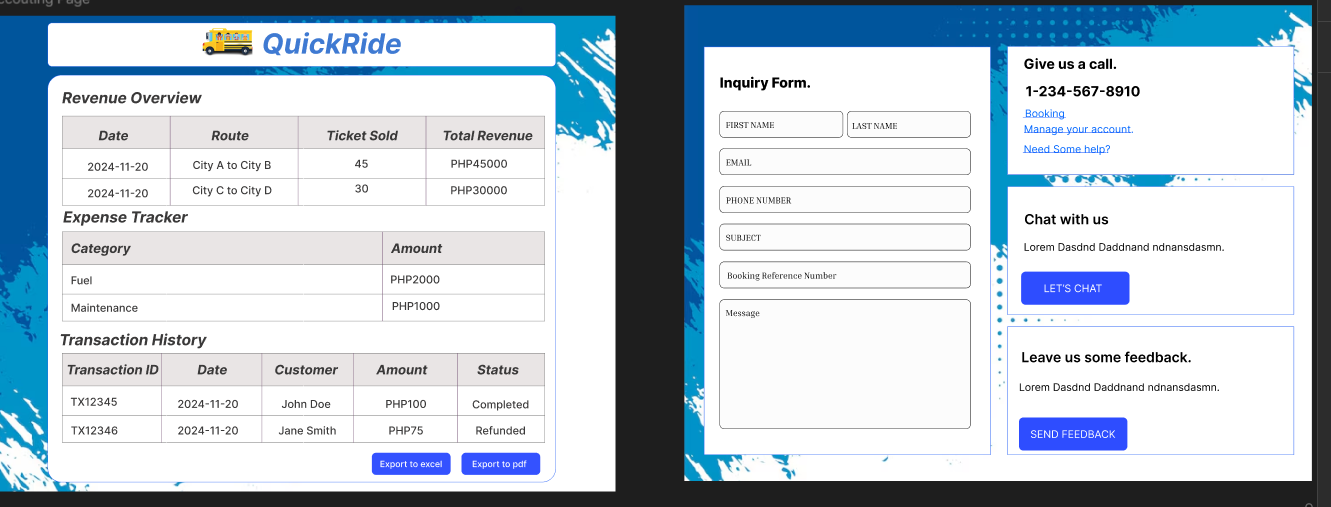 Accouting Page
QuickRide
Revenue Overview
Date Route Ticket Sold Total Revenue
2024-11-20 City A to City B 45 PHP45000
2024-11-20 City C to City D 30 PHP30000
Expense Tracker
Category Amount
Fuel PHP2000
Maintenance PHP1000
Transaction History
Transaction ID Date Customer Amount Status
TX12345 2024-11-20 John Doe PHP100 Completed
TX12346 2024-11-20 Jane Smith PHP75 Refunded
Export to excel Export to pdf
Inquiry Form.
FIRST NAME LAST NAME
EMAIL
PHONE NUMBER
SUBJECT
Booking Reference Number
Message
Give us a call.
1-234-567-8910
Booking
Manage your account.
Need Some help?
Chat with us
Lorem Dasdnd Daddnand ndnansdasmn.
LET'S CHAT
Leave us some feedback.
Lorem Dasdnd Daddnand ndnansdasmn.
SEND FEEDBACK